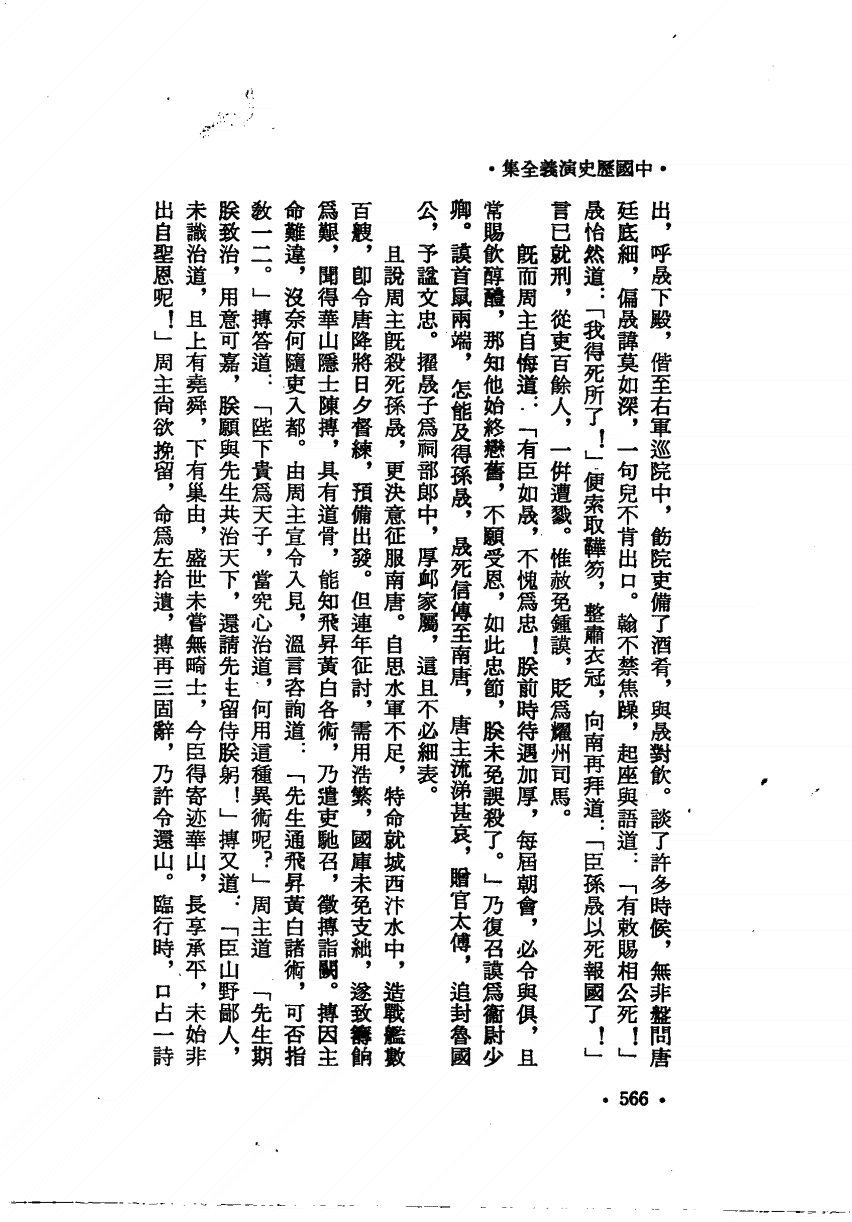 ·中國歷史演義全集·
出，呼晟下殿，偕至右軍巡院中，飭院吏備了酒肴，與晟對飲。談了許多時候，無非盤問唐
廷底細，偏晟諱莫如深，一句兒不肯出口。翰不禁焦躁，起座與語道：「有敕賜相公死！」
晟怡然道：「我得死所了！」便索取鞾笏，整肅衣冠，向南再拜道：「臣孫晟以死報國了！」
言已就刑，從吏百餘人，一併遭戮。惟赦免鍾謨，貶爲耀州司馬。
既而周主自悔道：「有臣如晟，不愧爲忠！朕前時待遇加厚，每屆朝會，必令與俱，且
常賜飲醇醴，那知他始終戀舊，不願受恩，如此忠節，朕未免誤殺了。」乃復召謨爲衞尉少
卿。謨首鼠兩端，怎能及得孫晟，晟死信傳至南唐，唐主流涕甚哀，贈官太傅，追封魯國
公，予諡文忠。擢晟子爲祠部郎中，厚卹家屬，這且不必細表。
且說周主既殺死孫晟，更決意征服南唐。自思水軍不足，特命就城西汴水中，造戰艦數
百艘，卽令唐降將日夕督練，預備出發。但連年征討，需用浩繁，國庫未免支絀，遂致籌餉
爲艱，聞得華山隱士陳摶，具有道骨，能知飛昇黃白各術，乃遣吏馳召，徵摶詣闕。摶因主
命難違，沒奈何隨吏入都。由周主宣令入見，溫言咨詢道：「先生通飛昇黃白諸術，可否指
教一二。」摶答道：「陛下貴爲天子，當究心治道，何用這種異術呢？」周主道「先生期
朕致治，用意可嘉，朕願與先生共治天下，還請先生留侍朕躬！」摶又道：「臣山野鄙人，
未識治道，且上有堯舜，下有巢由，盛世未嘗無畸士，今臣得寄迹華山，長享承平，未始非
出自聖恩呢！」周主尙欲挽留，命爲左拾遺，摶再三固辭，乃許令還山。臨行時，口占一詩
·566·